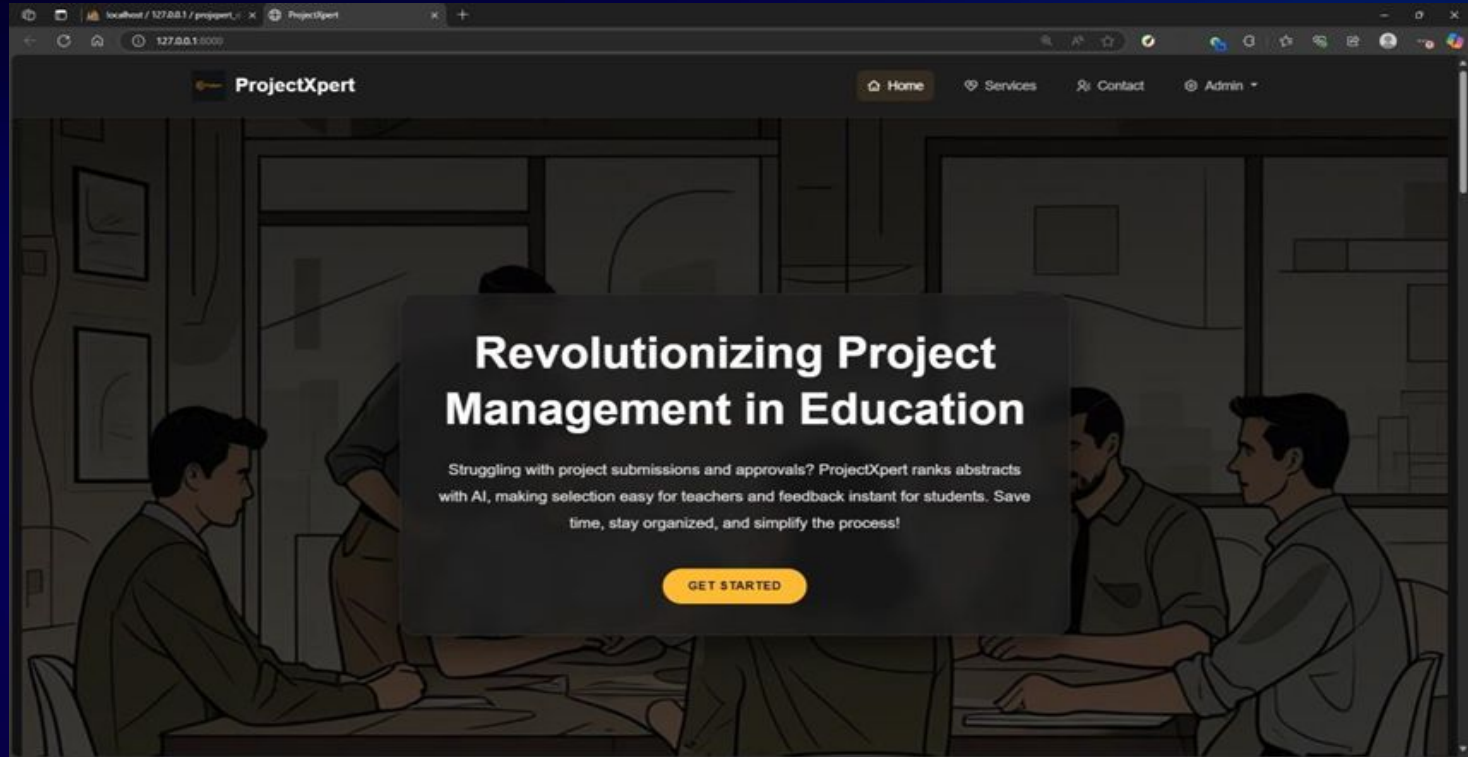 localhost / 127.0.0.1 / projxpert_
ProjectXpert
127.0.0.1:8000
ProjectXpert
Home
Services
Contact
Admin
Revolutionizing Project
Management in Education
Struggling with project submissions and approvals? ProjectXpert ranks abstracts
with AI, making selection easy for teachers and feedback instant for students. Save
time, stay organized, and simplify the process!
GET STARTED